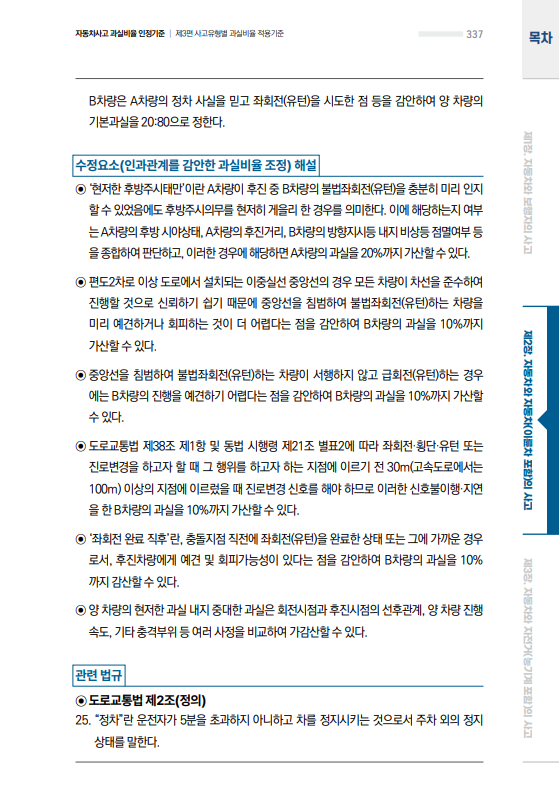 자동차사고 과실비율 인정기준 | 제3편 사고유형별 과실비율 적용기준
337
목차
B차량은 A차량의 정차 사실을 믿고 좌회전(유턴)을 시도한 점 등을 감안하여 양 차량의
기본과실을 20:80으로 정한다.
수정요소(인과관계를 감안한 과실비율 조정) 해설
◉ '현저한 후방주시태만'이란 A차량이 후진 중 B차량의 불법좌회전(유턴)을 충분히 미리 인지
할 수 있었음에도 후방주시의무를 현저히 게을리 한 경우를 의미한다. 이에 해당하는지 여부
는 A차량의 후방 시야상태, A차량의 후진거리, B차량의 방향지시등 내지 비상등 점멸여부 등
을 종합하여 판단하고, 이러한 경우에 해당하면 A차량의 과실을 20%까지 가산할 수 있다.
◉ 편도2차로 이상 도로에서 설치되는 이중실선 중앙선의 경우 모든 차량이 차선을 준수하여
진행할 것으로 신뢰하기 쉽기 때문에 중앙선을 침범하여 불법좌회전(유턴)하는 차량을
미리 예견하거나 회피하는 것이 더 어렵다는 점을 감안하여 B차량의 과실을 10%까지
가산할 수 있다.
◉ 중앙선을 침범하여 불법좌회전(유턴)하는 차량이 서행하지 않고 급회전(유턴)하는 경우
에는 B차량의 진행을 예견하기 어렵다는 점을 감안하여 B차량의 과실을 10%까지 가산할
수 있다.
◉ 도로교통법 제38조 제1항 및 동법 시행령 제21조 별표2에 따라 좌회전·횡단·유턴 또는
진로변경을 하고자 할 때 그 행위를 하고자 하는 지점에 이르기 전 30m(고속도로에서는
100m) 이상의 지점에 이르렀을 때 진로변경 신호를 해야 하므로 이러한 신호불이행·지연
을 한 B차량의 과실을 10%까지 가산할 수 있다.
◉ '좌회전 완료 직후'란, 충돌지점 직전에 좌회전(유턴)을 완료한 상태 또는 그에 가까운 경우
로서, 후진차량에게 예견 및 회피가능성이 있다는 점을 감안하여 B차량의 과실을 10%
까지 감산할 수 있다.
◉ 양 차량의 현저한 과실 내지 중대한 과실은 회전시점과 후진시점의 선후관계, 양 차량 진행
속도, 기타 충격부위 등 여러 사정을 비교하여 가감산할 수 있다.
관련 법규
◉ 도로교통법 제2조(정의)
25. "정차"란 운전자가 5분을 초과하지 아니하고 차를 정지시키는 것으로서 주차 외의 정지
상태를 말한다.
제1장. 자동차와 보행자의 사고
제2장. 자동차와 자동차(이륜차 포함)의 사고
제3장. 자동차와 자전거(농기계 포함)의 사고